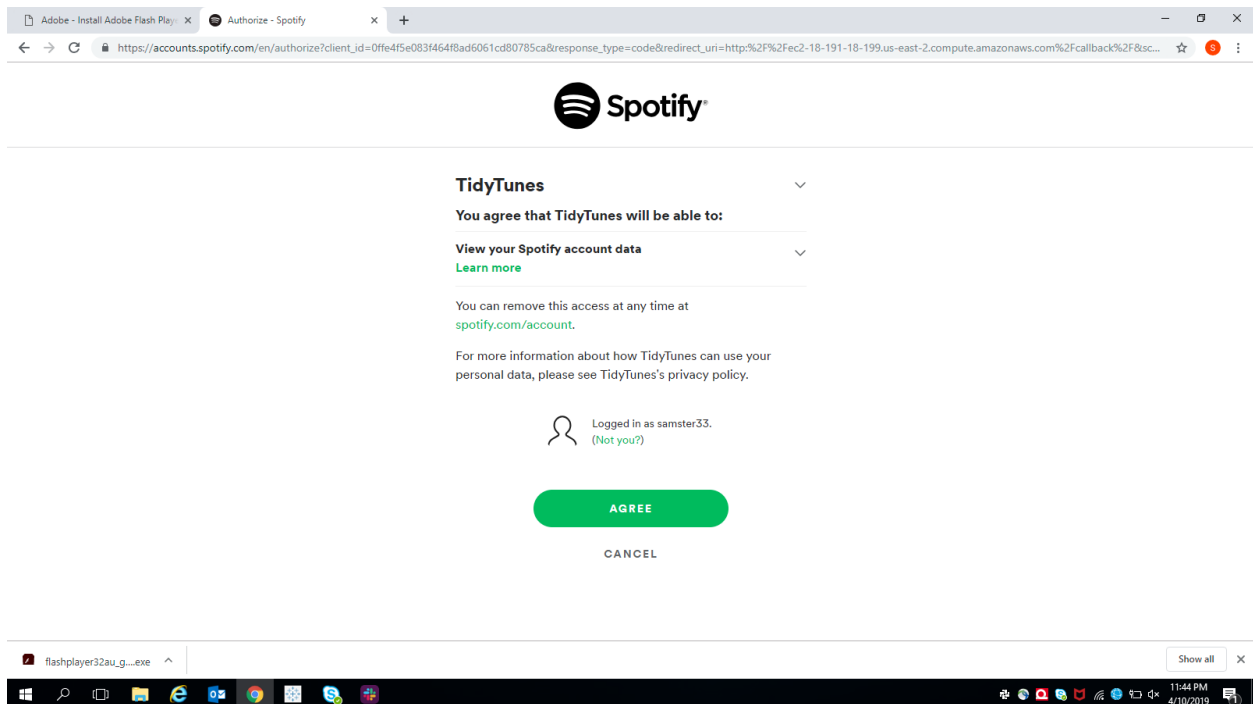 Adobe - Install Adobe Flash Playe
Authorize - Spotify
https://accounts.spotify.com/en/authorize?client_id=0ffe4f5e083f464f8ad6061cd80785ca&response_type=code&redirect_uri=http:%2F%2Fec2-18-191-18-199.us-east-2.compute.amazonaws.com%2Fcallback%2F&sc...
S
Spotify®
TidyTunes
You agree that TidyTunes will be able to:
View your Spotify account data
Learn more
You can remove this access at any time at
spotify.com/account.
For more information about how TidyTunes can use your
personal data, please see TidyTunes's privacy policy.
Logged in as samster33.
(Not you?)
AGREE
CANCEL
flashplayer32au_g....exe
Show all
11:44 PM
4/10/2019